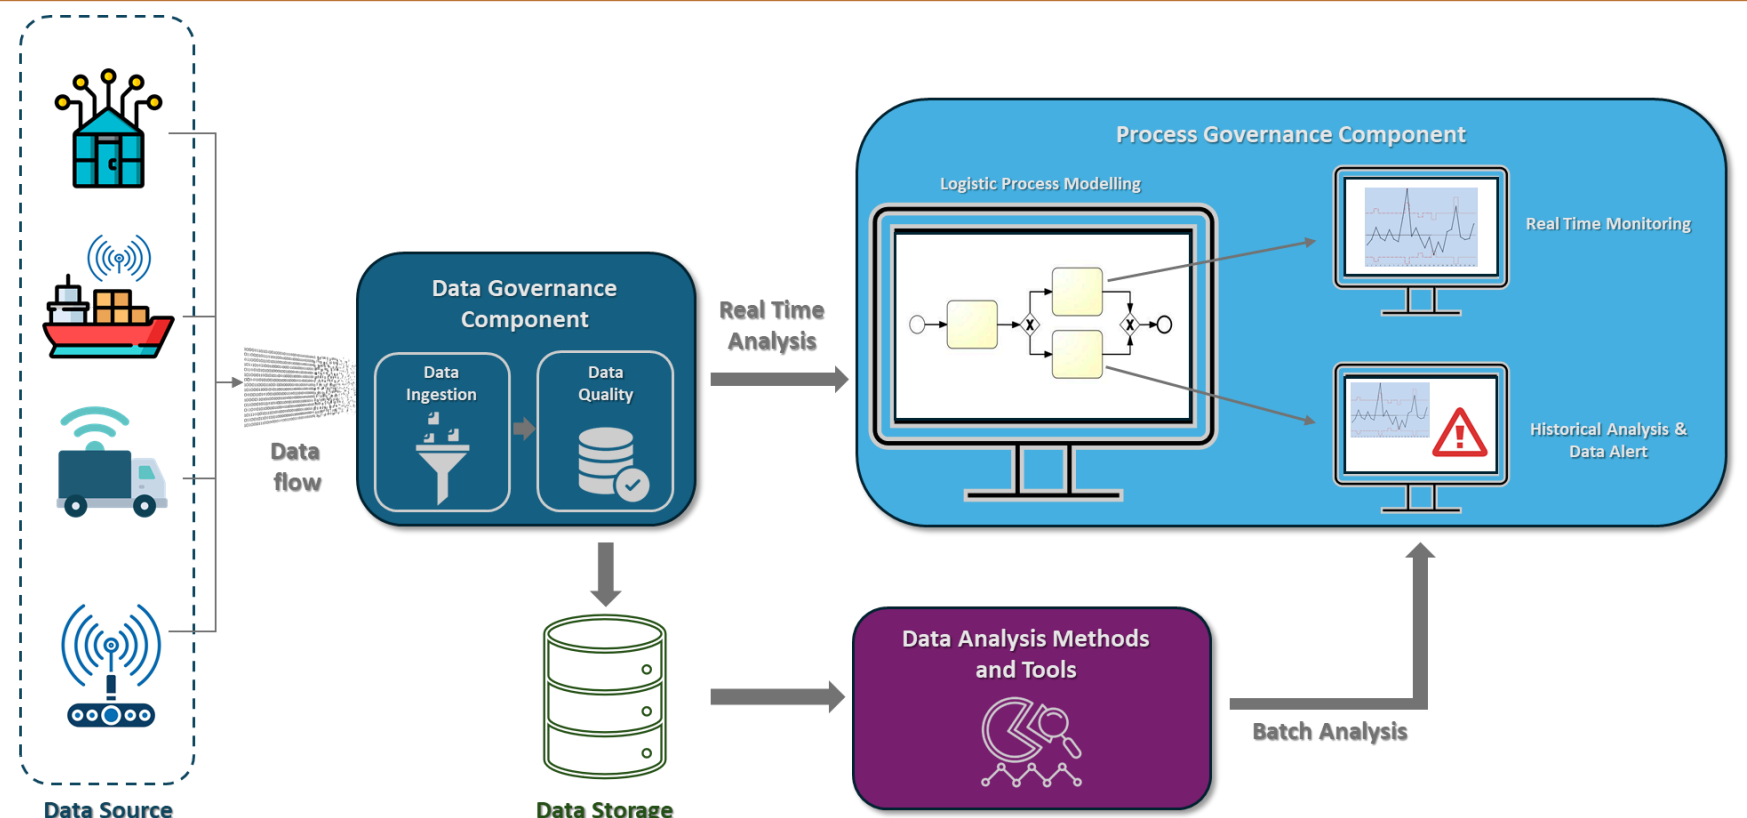 Process Governance Component
Logistic Process Modelling
Real Time Monitoring
Data Governance
Component
Real Time
Analysis
Data
Ingestion
Data
Quality
X
X
Historical Analysis &
Data Alert
Data
flow
Data Analysis Methods
and Tools
Batch Analysis
Data Source
Data Storage